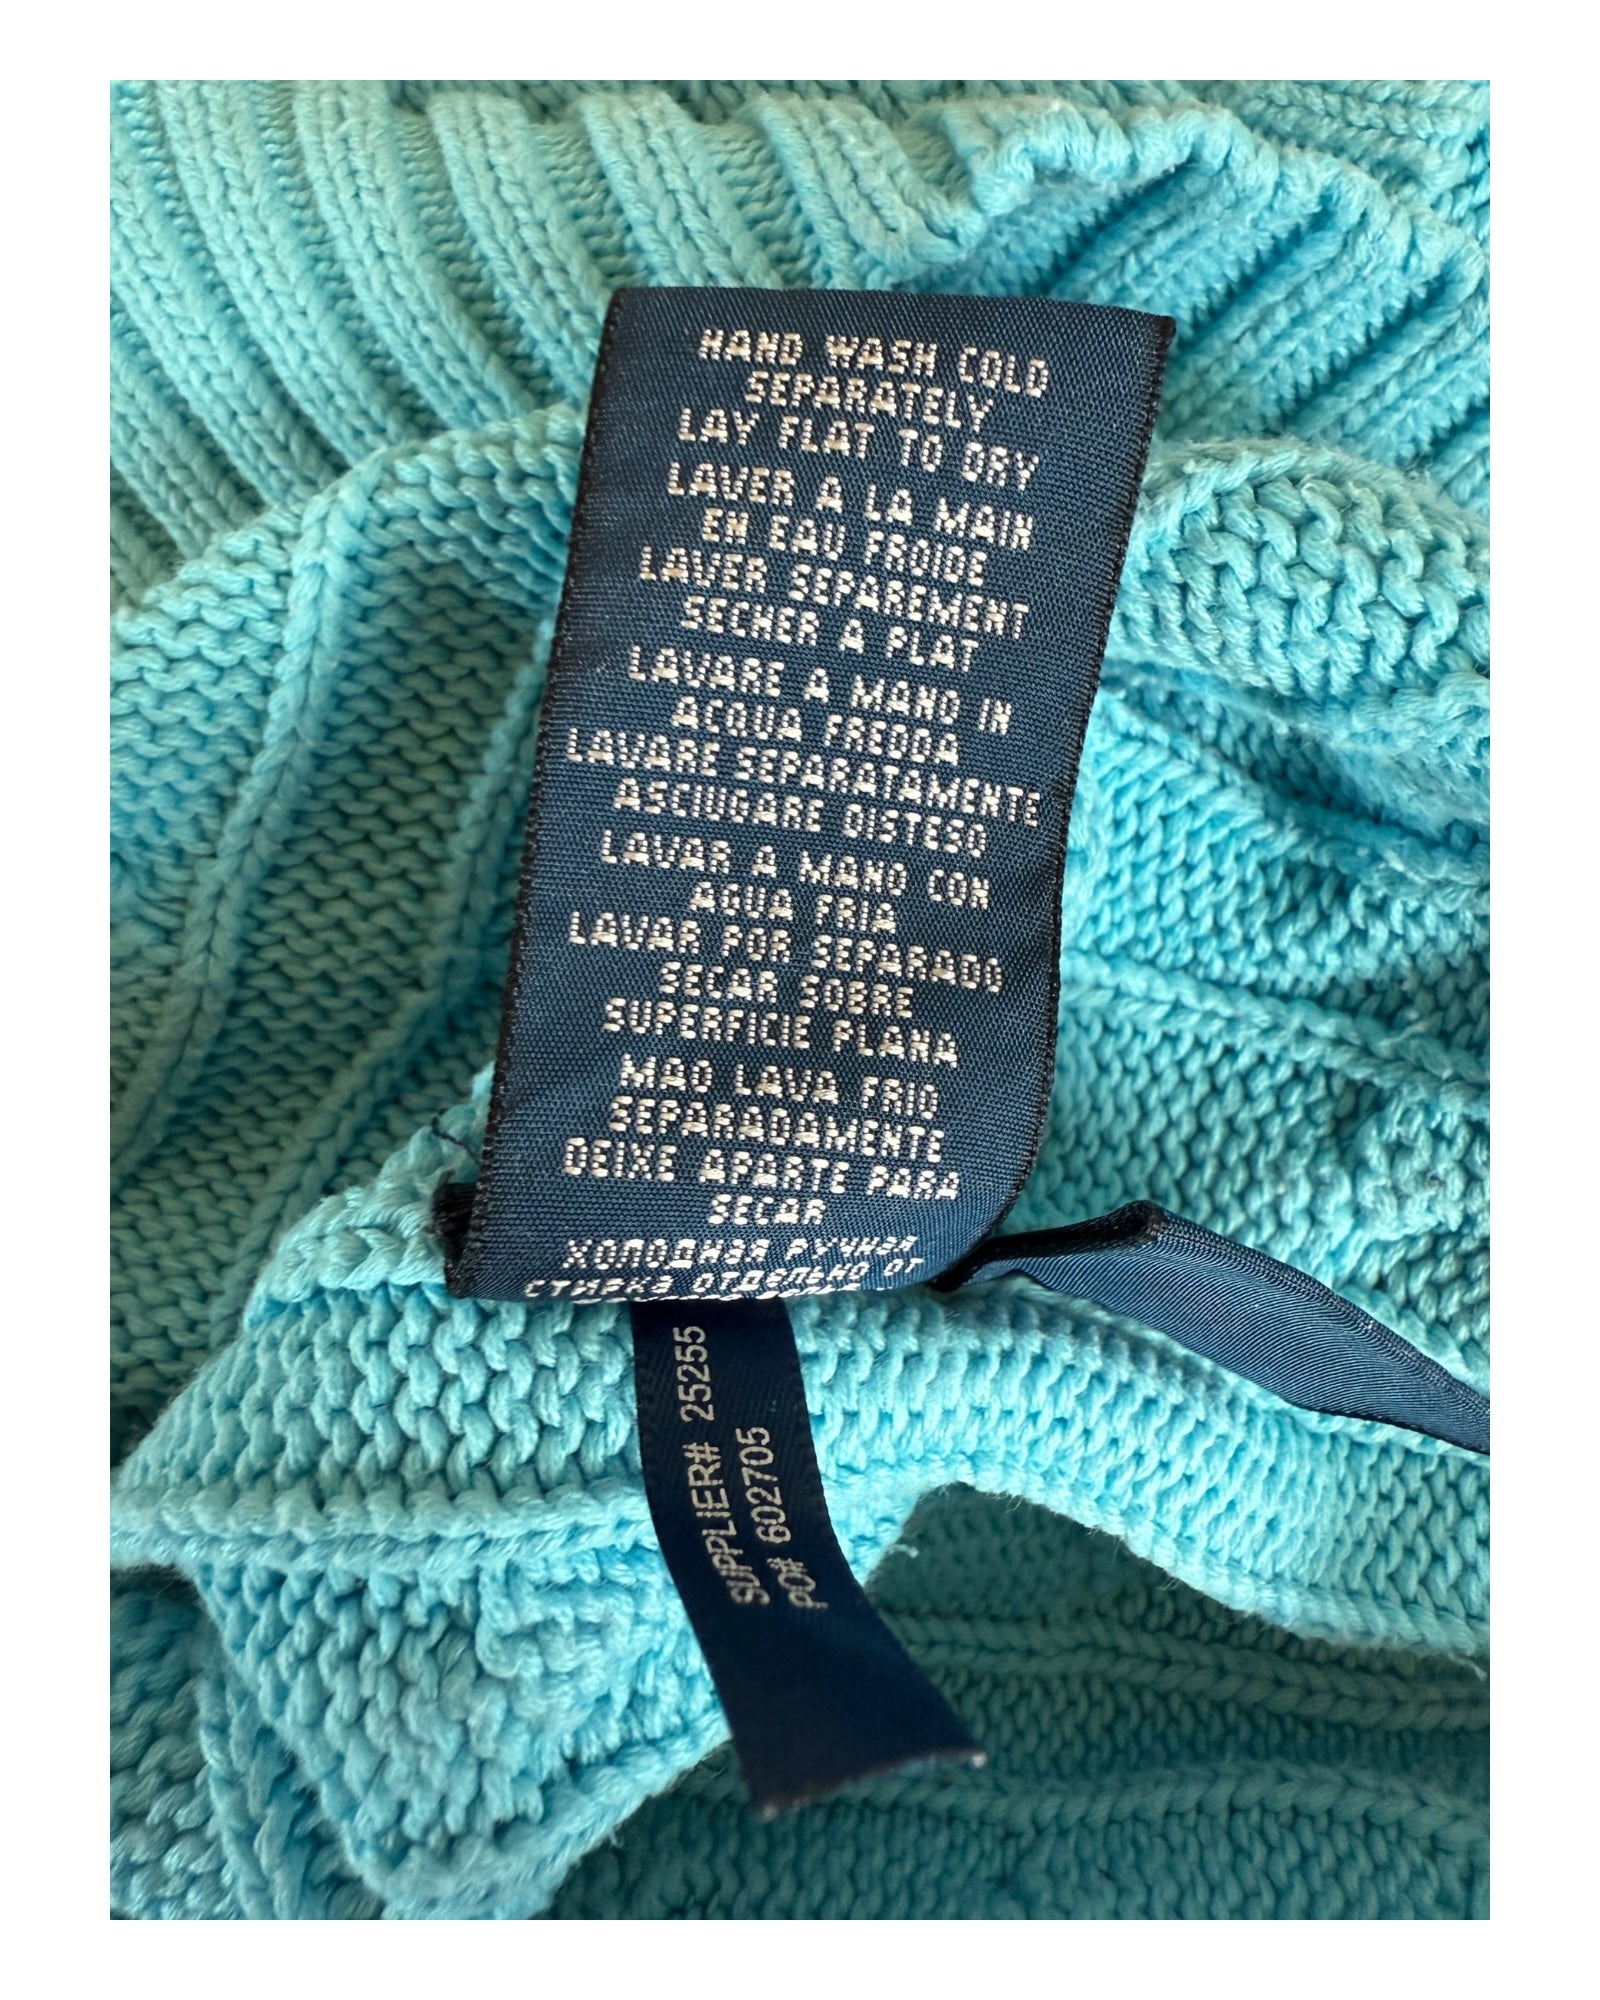 HAND WASH COLD
SEPARATELY
LAY FLAT TO DRY
LAVER A LA MAIN
EN EAU FROIDE
LAVER SEPAREMENT
SECHER A PLAT
LAVARE A MANO IN
ACQUA FREDDA
LAVARE SEPARATAMENTE
ASCIUGARE DISTESO
LAVAR A MANO CON
AGUA FRIA
LAVAR POR SEPARADO
SECAR SOBRE
SUPERFICIE PLANA
MAO LAVA FRIO
SEPARADAMENTE
DEIXE APARTE PARA
SECAR
ХОЛОДНАЯ РУЧНАЯ
СТИРКА ОТДЕЛЬНО ОТ
SUPPLIER# 25255
PO# 602705